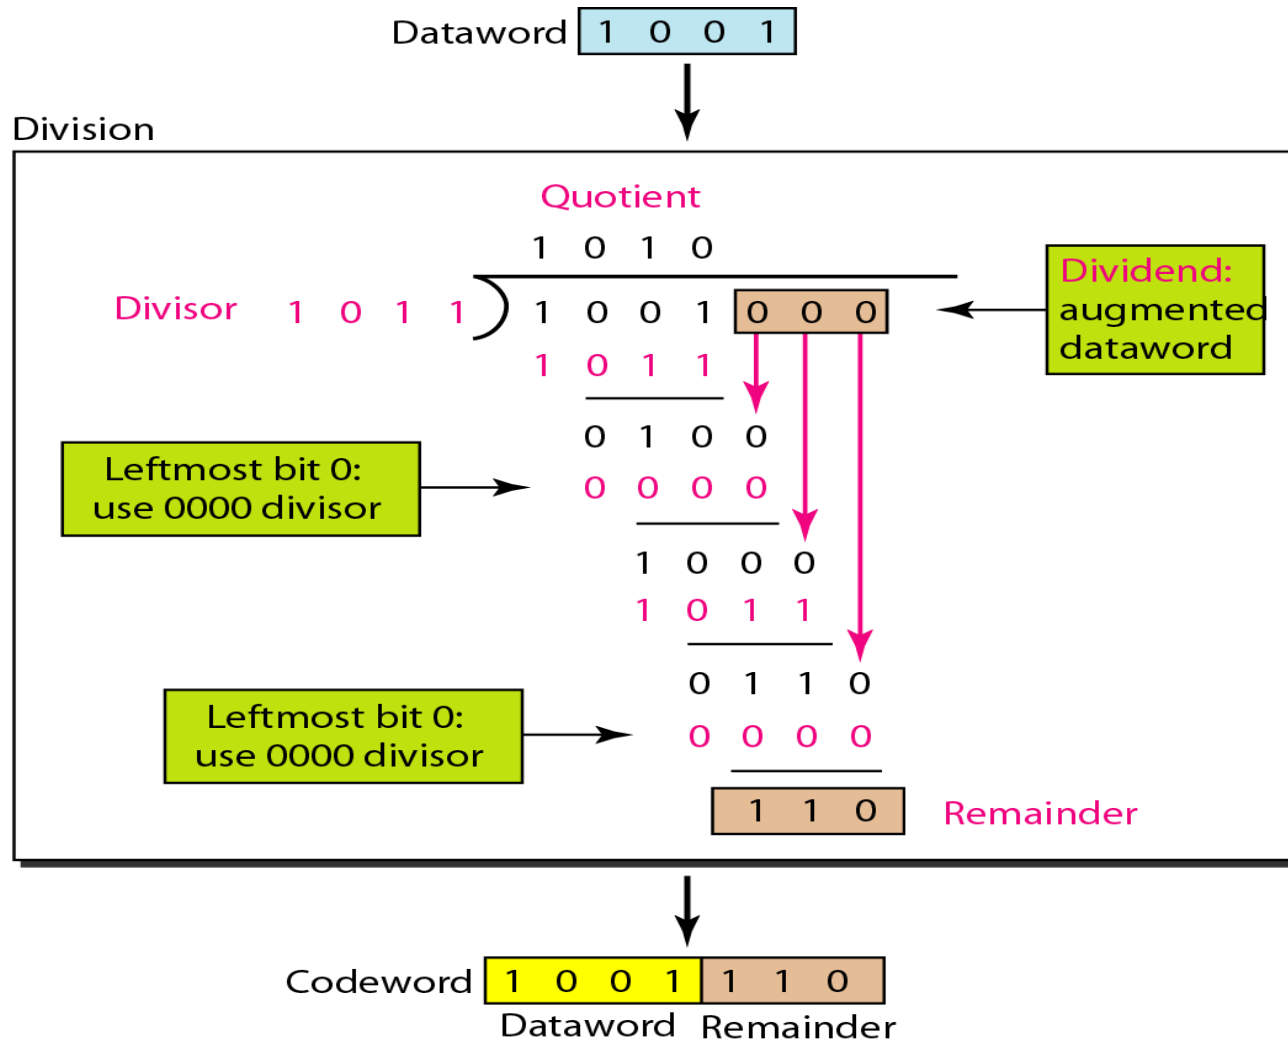 Dataword 1 0 0 1
Division
Quotient
1 0 1 0
Divisor 1 0 1 1 1 0 0 1 0 0 0
Dividend:
augmented
dataword
1 0 1 1
0 1 0 0
Leftmost bit 0:
use 0000 divisor
0 0 0 0
1 0 0 0
1 0 1 1
0 1 1 0
Leftmost bit 0:
use 0000 divisor
0 0 0 0
1 1 0 Remainder
Codeword 1 0 0 1 1 1 0
Dataword Remainder